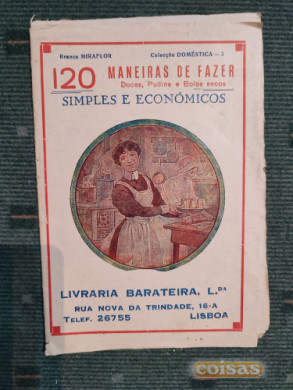 Branca MIRAFLOR Colecção DOMÉSTICA — 3
120 MANEIRAS DE FAZER
Doces, Pudins e Bolos secos
SIMPLES E ECONÓMICOS
LIVRARIA BARATEIRA, L.DA
RUA NOVA DA TRINDADE, 16-A
TELEF. 26755 LISBOA
coisas